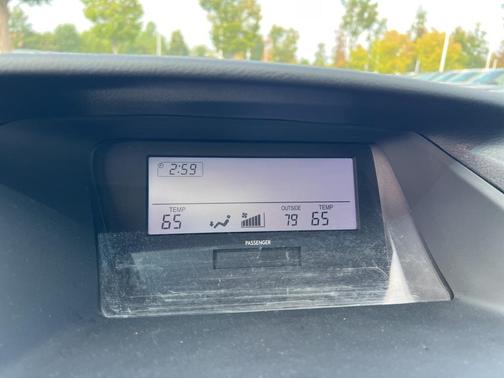 2:59
TEMP OUTSIDE TEMP
65 79 65
PASSENGER